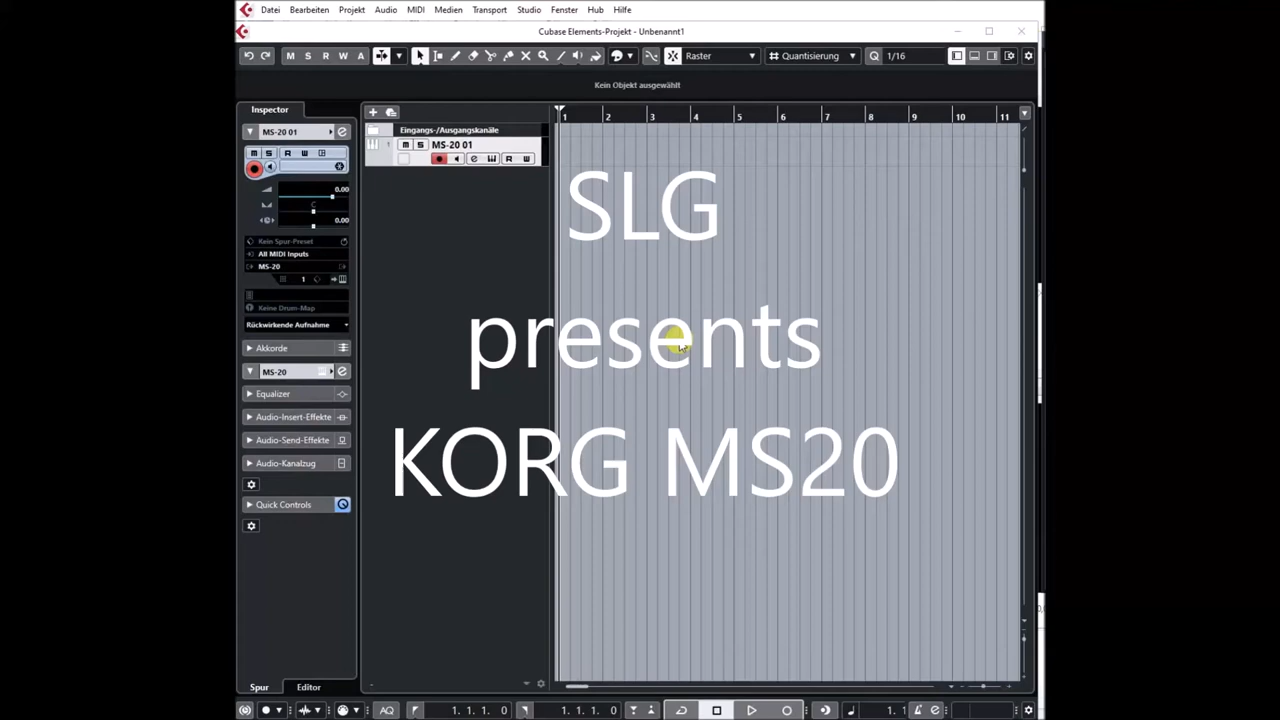 Datei Bearbeiten Projekt Audio MIDI Medien Transport Studio Fenster Hub Hilfe
Cubase Elements-Projekt - Unbenannt1
M S R W A Raster Quantisierung Q 1/16
Kein Objekt ausgewählt
Inspector
1 2 3 4 5 6 7 8 9 10 11
MS-20 01
Eingangs-/Ausgangskanäle
1 M S MS-20 01
R W
M S R W
0.00
C
0.00
Kein Spur-Preset
All MIDI Inputs
MS-20
1
Keine Drum-Map
Rückwirkende Aufnahme
Akkorde
MS-20
Equalizer
Audio-Insert-Effekte
Audio-Send-Effekte
Audio-Kanalzug
Quick Controls
SLG
presents
KORG MS20
Spur Editor
AQ 1. 1. 1. 0 1. 1. 1. 0 1. 1